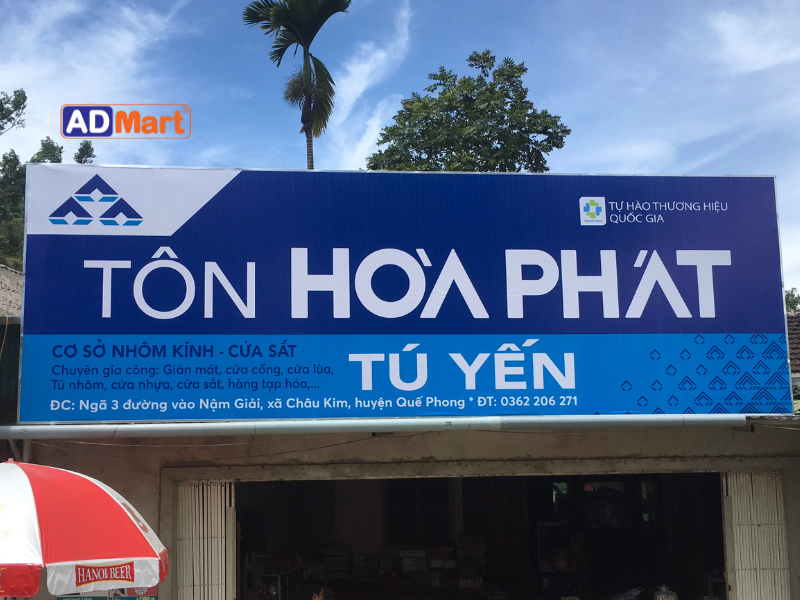 ADMart
TỰ HÀO THƯƠNG HIỆU
QUỐC GIA
TÔN HÒA PHÁT
CƠ SỞ NHÔM KÍNH - CỬA SẮT
Chuyên gia công: Giàn mát, cửa cổng, cửa lùa,
Tủ nhôm, cửa nhựa, cửa sắt, hàng tạp hóa,...
TÚ YẾN
ĐC: Ngã 3 đường vào Nậm Giải, xã Châu Kim, huyện Quế Phong * ĐT: 0362 206 271
HANOI BEER